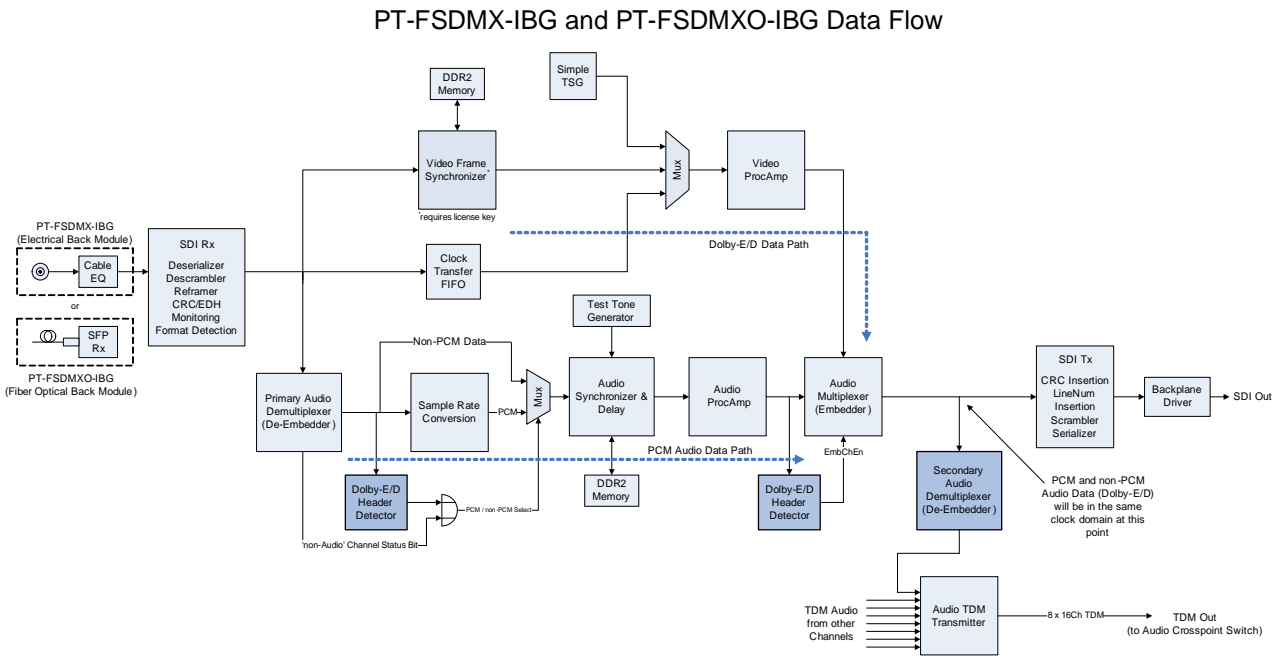 PT-FSDMX-IBG and PT-FSDMXO-IBG Data Flow
DDR2
Memory
Simple
TSG
Video Frame
Synchronizer*
*requires license key
Mux
Video
ProcAmp
PT-FSDMX-IBG
(Electrical Back Module)
Cable
EQ
or
SFP
Rx
PT-FSDMXO-IBG
(Fiber Optical Back Module)
SDI Rx
Deserializer
Descrambler
Reframer
CRC/EDH
Monitoring
Format Detection
Clock
Transfer
FIFO
Dolby-E/D Data Path
Test Tone
Generator
Non-PCM Data
Primary Audio
Demultiplexer
(De-Embedder)
Sample Rate
Conversion
PCM
Mux
Audio
Synchronizer &
Delay
Audio
ProcAmp
Audio
Multiplexer
(Embedder)
SDI Tx
CRC Insertion
LineNum
Insertion
Scrambler
Serializer
Backplane
Driver
SDI Out
PCM Audio Data Path
EmbChEn
Dolby-E/D
Header
Detector
PCM / non-PCM Select
'non-Audio' Channel Status Bit
DDR2
Memory
Dolby-E/D
Header
Detector
Secondary
Audio
Demultiplexer
(De-Embedder)
PCM and non-PCM
Audio Data (Dolby-E/D)
will be in the same
clock domain at this
point
TDM Audio
from other
Channels
Audio TDM
Transmitter
8 x 16Ch TDM
TDM Out
(to Audio Crosspoint Switch)